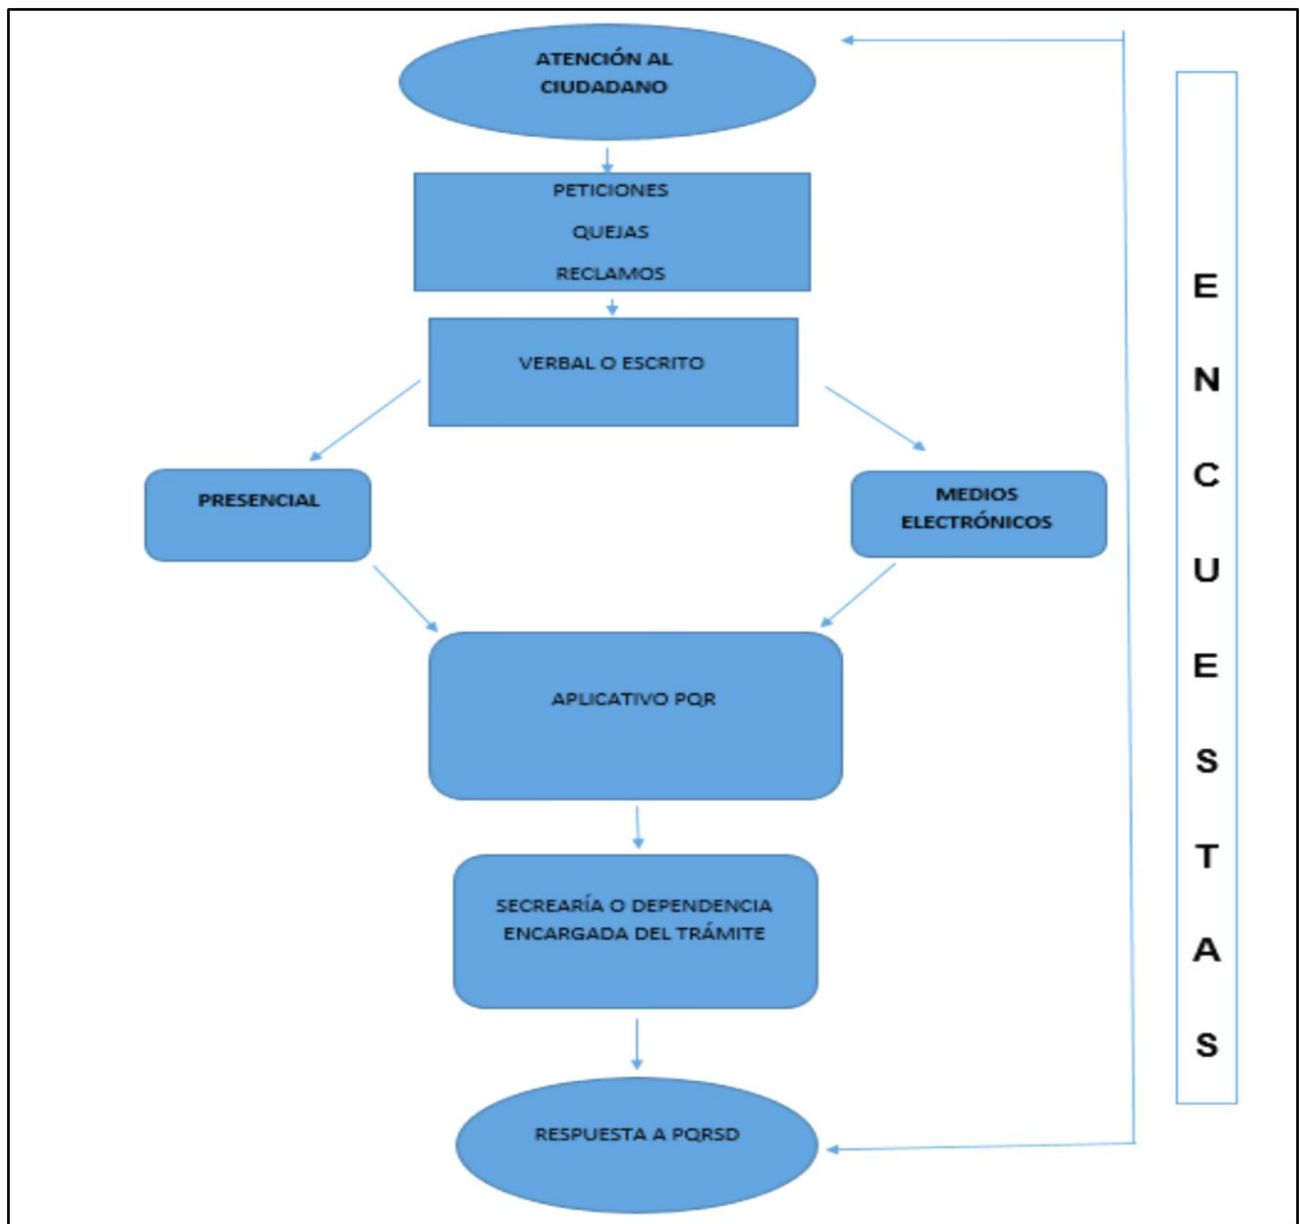 ATENCIÓN AL
CIUDADANO
PETICIONES
QUEJAS
RECLAMOS
VERBAL O ESCRITO
PRESENCIAL
MEDIOS
ELECTRÓNICOS
APLICATIVO PQR
SECREARÍA O DEPENDENCIA
ENCARGADA DEL TRÁMITE
RESPUESTA A PQRSD
E
N
C
U
E
S
T
A
S